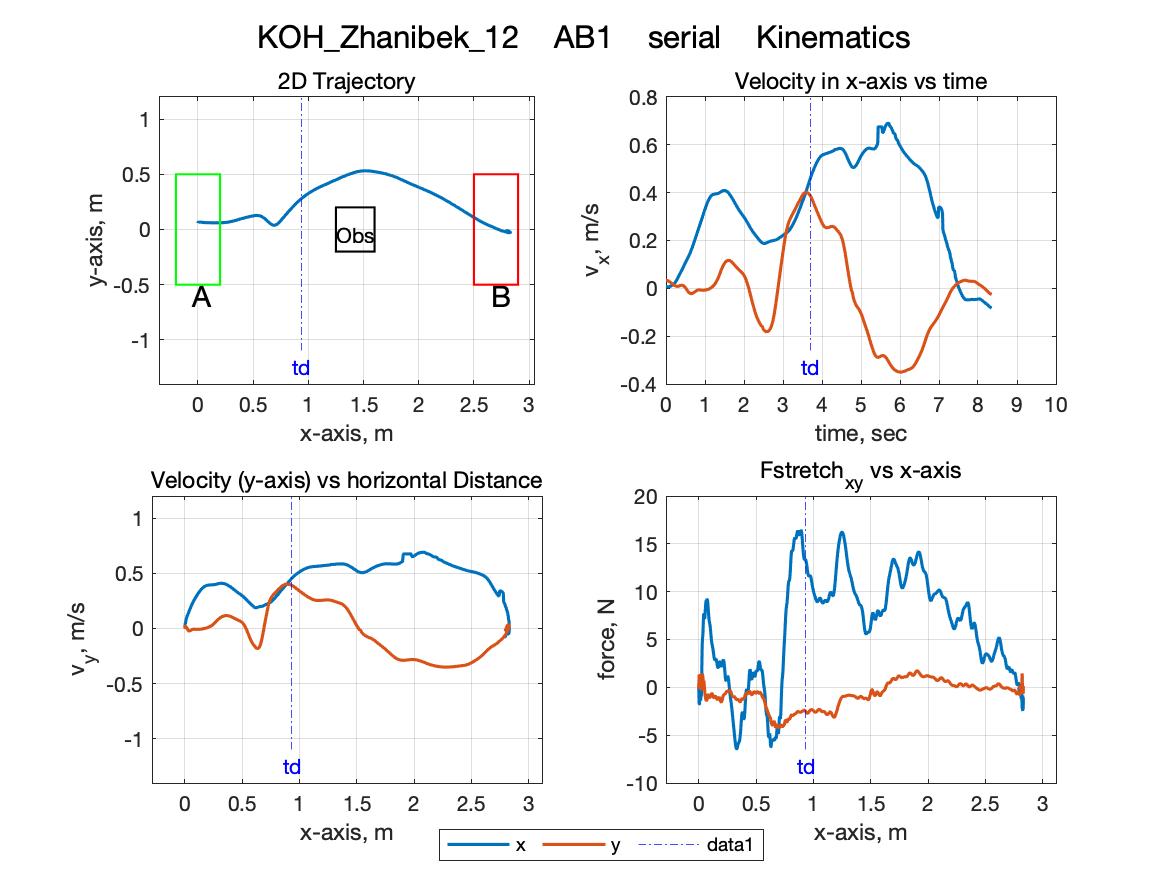 KOH_Zhanibek_12 AB1 serial Kinematics
2D Trajectory
1
0.5
0
-0.5
-1
y-axis, m
Obs
A
B
td
0 0.5 1 1.5 2 2.5 3
x-axis, m
Velocity in x-axis vs time
0.8
0.6
0.4
0.2
0
-0.2
-0.4
v_x, m/s
td
0 1 2 3 4 5 6 7 8 9 10
time, sec
Velocity (y-axis) vs horizontal Distance
1
0.5
0
-0.5
-1
v_y, m/s
td
0 0.5 1 1.5 2 2.5 3
x-axis, m
Fstretch_xy vs x-axis
20
15
10
5
0
-5
-10
force, N
td
0 0.5 1 1.5 2 2.5 3
x-axis, m
x y data1